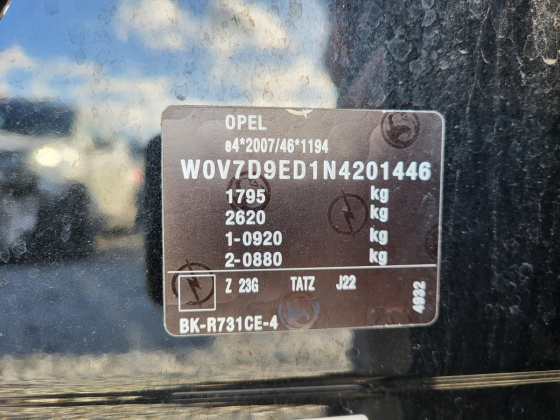 OPEL
e4*2007/46*1194
W0V7D9ED1N4201446
1795 kg
2620 kg
1-0920 kg
2-0880 kg
Z 23G TATZ J22
4932
BK-R731CE-4